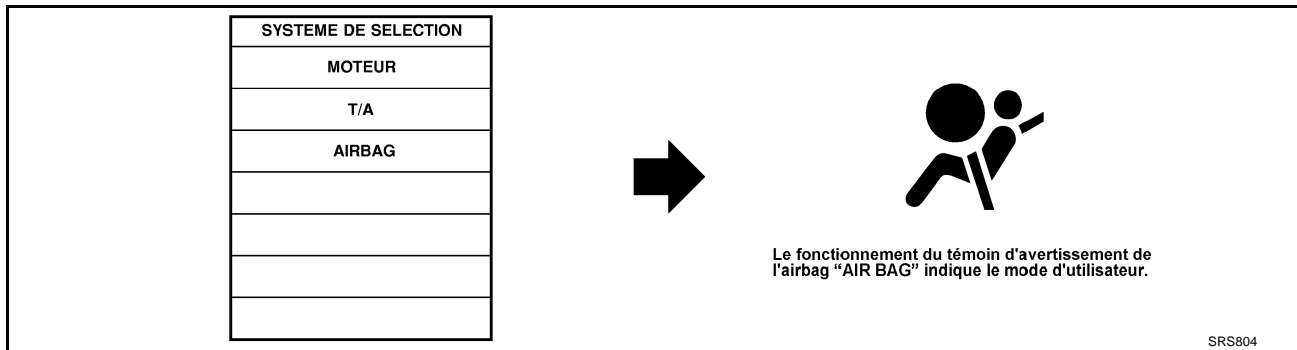 SYSTEME DE SELECTION
MOTEUR
T/A
AIRBAG
Le fonctionnement du témoin d'avertissement de
l'airbag “AIR BAG” indique le mode d'utilisateur.
SRS804